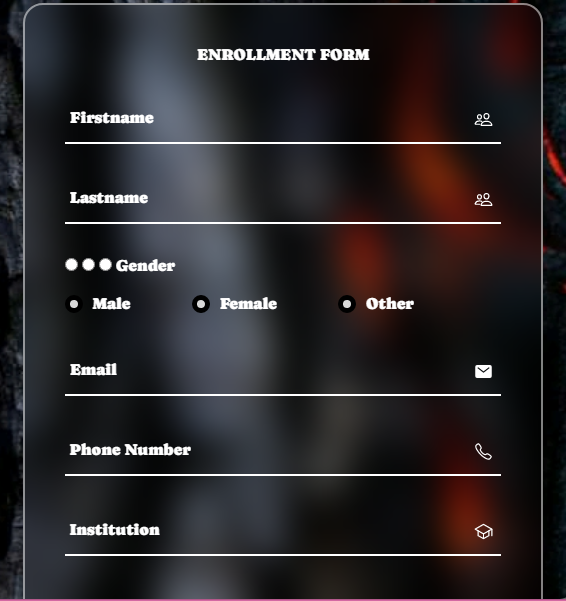 ENROLLMENT FORM
Firstname
Lastname
Gender
Male Female Other
Email
Phone Number
Institution